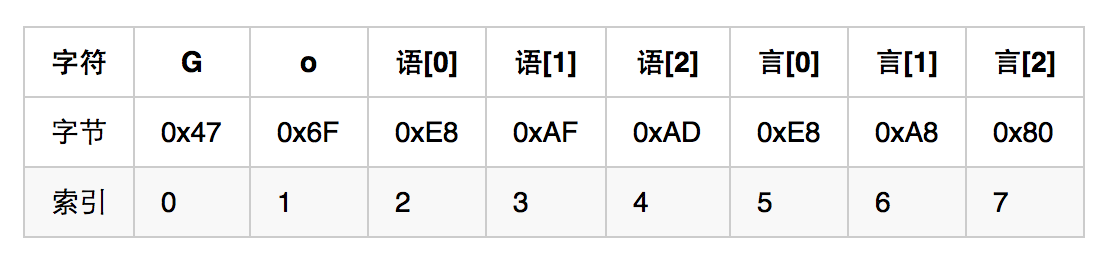 字符 G o 语[0] 语[1] 语[2] 言[0] 言[1] 言[2]
字节 0x47 0x6F 0xE8 0xAF 0xAD 0xE8 0xA8 0x80
索引 0 1 2 3 4 5 6 7